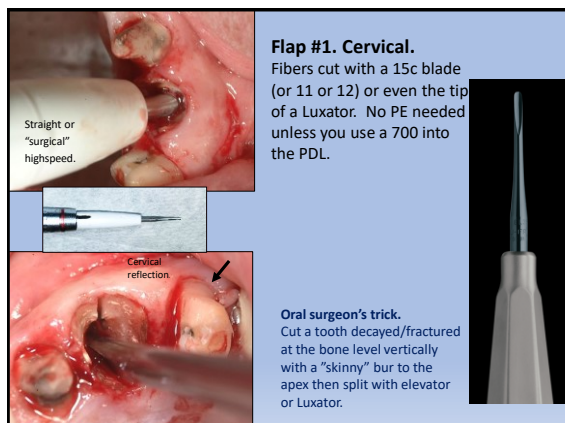 Flap #1. Cervical.
Fibers cut with a 15c blade
(or 11 or 12) or even the tip
of a Luxator.  No PE needed
unless you use a 700 into
the PDL.
Straight or
“surgical”
highspeed.
Cervical
reflection.
Oral surgeon’s trick.
Cut a tooth decayed/fractured
at the bone level vertically
with a “skinny” bur to the
apex then split with elevator
or Luxator.